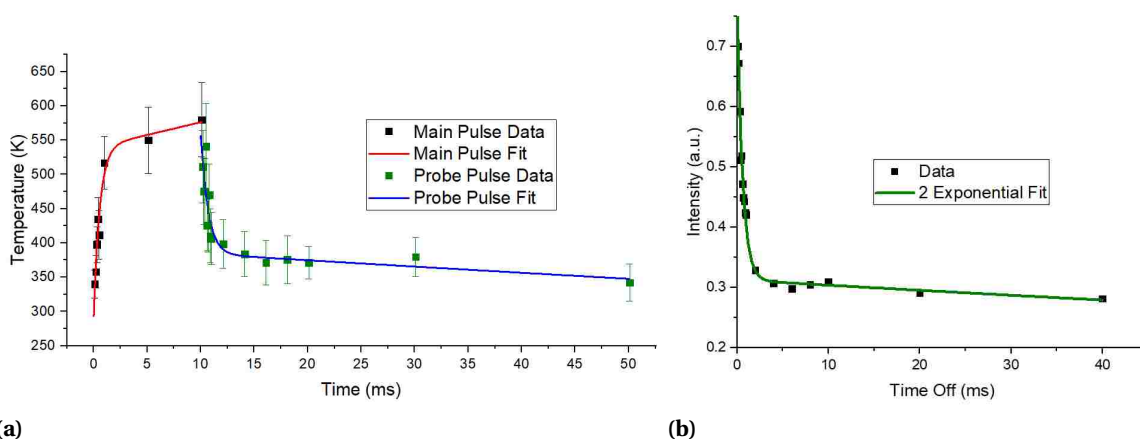 650
600
550
500
450
400
350
300
250
Temperature (K)
0
5
10
15
20
25
30
35
40
45
50
Time (ms)
Main Pulse Data
Main Pulse Fit
Probe Pulse Data
Probe Pulse Fit
(a)
0.7
0.6
0.5
0.4
0.3
0.2
Intensity (a.u.)
0
10
20
30
40
Time Off (ms)
Data
2 Exponential Fit
(b)